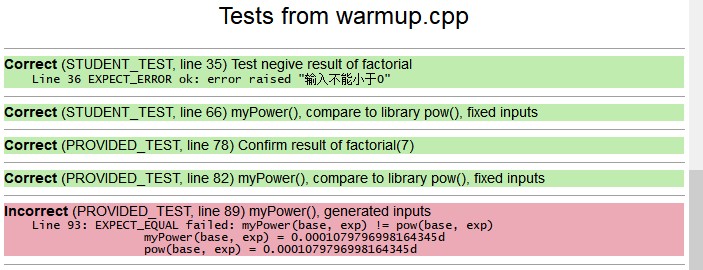 Tests from warmup.cpp
Correct (STUDENT_TEST, line 35) Test negive result of factorial
Line 36 EXPECT_ERROR ok: error raised "输入不能小于0"
Correct (STUDENT_TEST, line 66) myPower(), compare to library pow(), fixed inputs
Correct (PROVIDED_TEST, line 78) Confirm result of factorial(7)
Correct (PROVIDED_TEST, line 82) myPower(), compare to library pow(), fixed inputs
Incorrect (PROVIDED_TEST, line 89) myPower(), generated inputs
Line 93: EXPECT_EQUAL failed: myPower(base, exp) != pow(base, exp)
myPower(base, exp) = 0.0001079796998164345d
pow(base, exp) = 0.0001079796998164345d